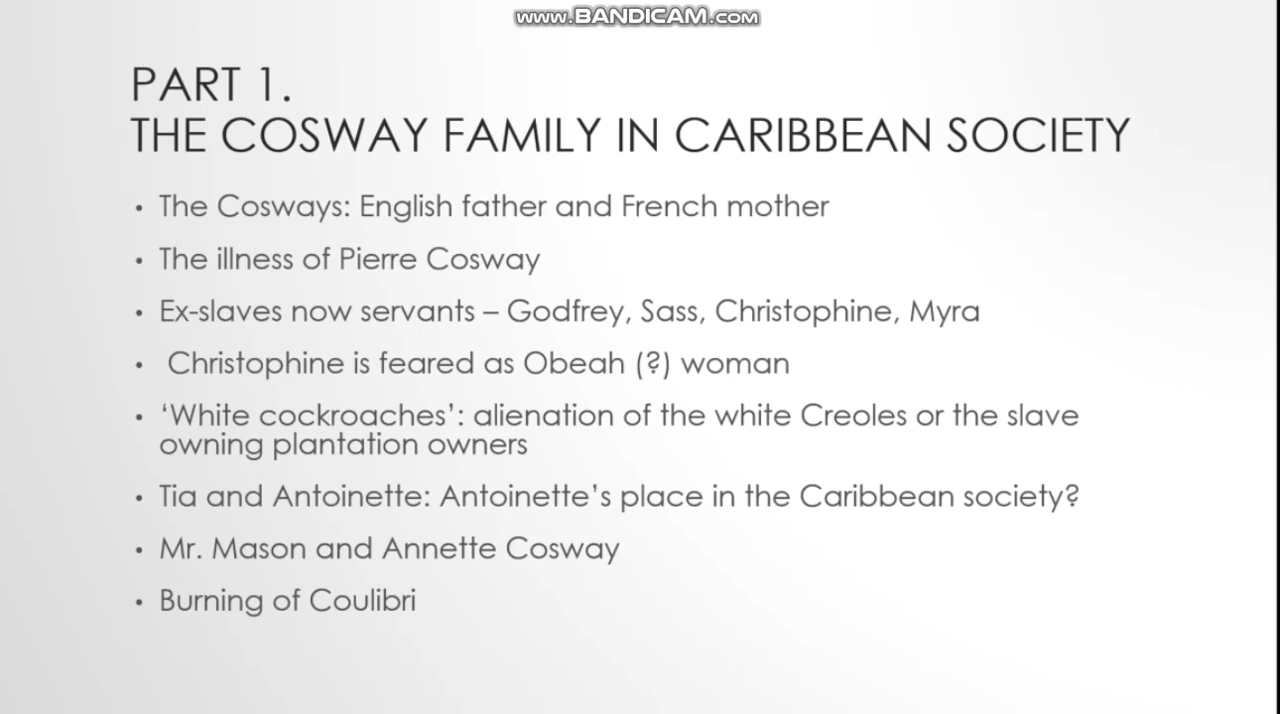 www.BANDICAM.com
PART 1.
THE COSWAY FAMILY IN CARIBBEAN SOCIETY
• The Cosways: English father and French mother
• The illness of Pierre Cosway
• Ex-slaves now servants – Godfrey, Sass, Christophine, Myra
• Christophine is feared as Obeah (?) woman
• ‘White cockroaches’: alienation of the white Creoles or the slave
owning plantation owners
• Tia and Antoinette: Antoinette’s place in the Caribbean society?
• Mr. Mason and Annette Cosway
• Burning of Coulibri